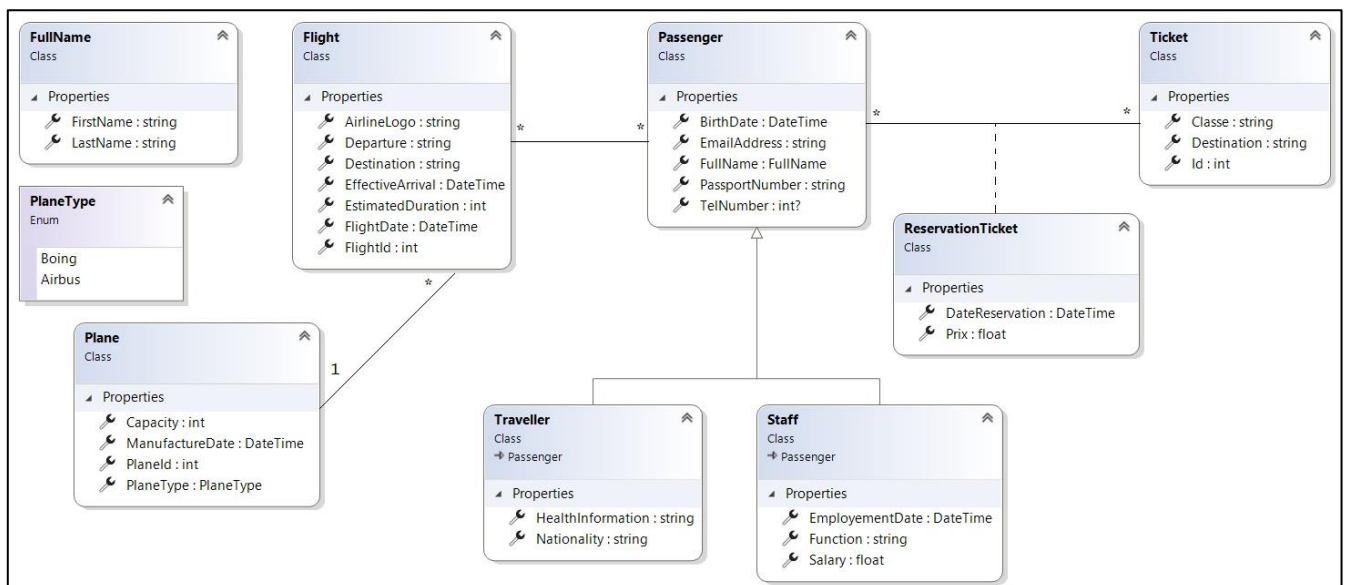 FullName
Class
Properties
FirstName : string
LastName : string
PlaneType
Enum
Boing
Airbus
Flight
Class
Properties
AirlineLogo : string
Departure : string
Destination : string
EffectiveArrival : DateTime
EstimatedDuration : int
FlightDate : DateTime
FlightId : int
*
*
*
1
Plane
Class
Properties
Capacity : int
ManufactureDate : DateTime
PlaneId : int
PlaneType : PlaneType
Passenger
Class
Properties
BirthDate : DateTime
EmailAddress : string
FullName : FullName
PassportNumber : string
TelNumber : int?
*
*
Ticket
Class
Properties
Classe : string
Destination : string
Id : int
ReservationTicket
Class
Properties
DateReservation : DateTime
Prix : float
Traveller
Class
Passenger
Properties
HealthInformation : string
Nationality : string
Staff
Class
Passenger
Properties
EmployementDate : DateTime
Function : string
Salary : float